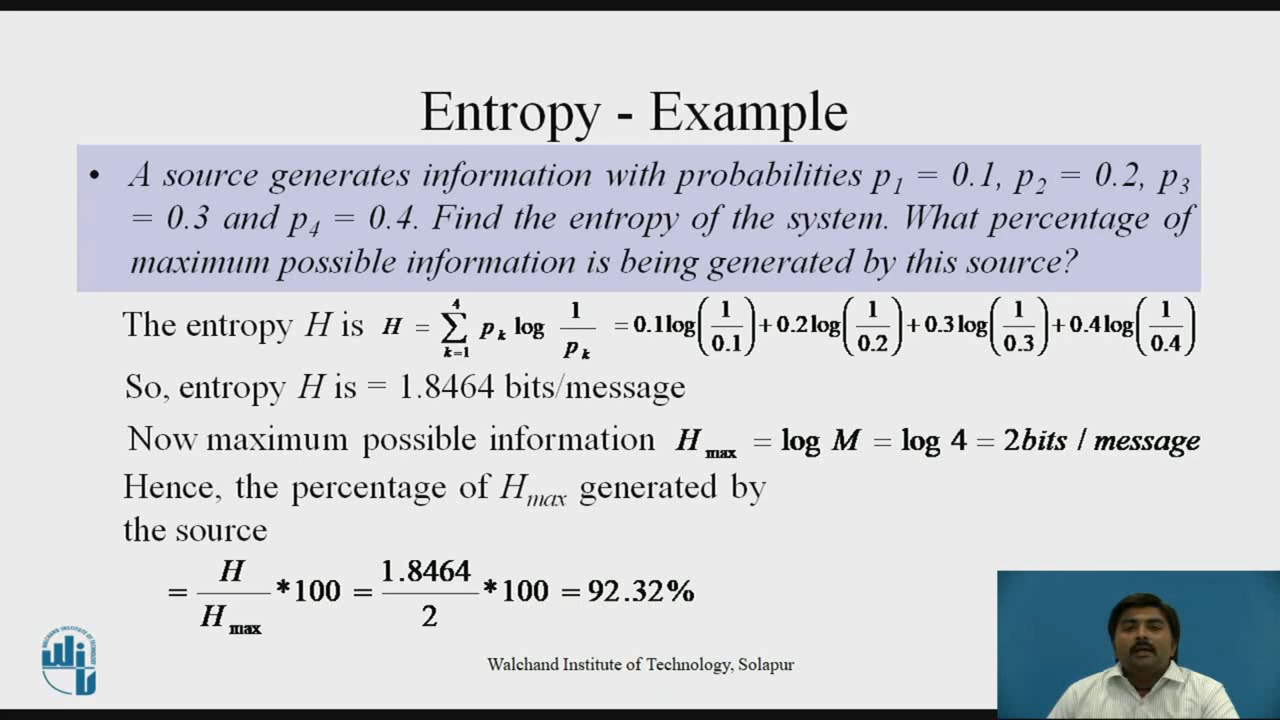 Entropy - Example
• A source generates information with probabilities p₁ = 0.1, p₂ = 0.2, p₃
= 0.3 and p₄ = 0.4. Find the entropy of the system. What percentage of
maximum possible information is being generated by this source?
The entropy H is H = ∑_{k=1}^{4} p_k log 1/p_k = 0.1log(1/0.1) + 0.2log(1/0.2) + 0.3log(1/0.3) + 0.4log(1/0.4)
So, entropy H is = 1.8464 bits/message
Now maximum possible information H_max = log M = log 4 = 2bits / message
Hence, the percentage of H_max generated by
the source
= H/H_max *100 = 1.8464/2 *100 = 92.32%
WALCHAND INSTITUTE OF TECHNOLOGY
WiT
Walchand Institute of Technology, Solapur